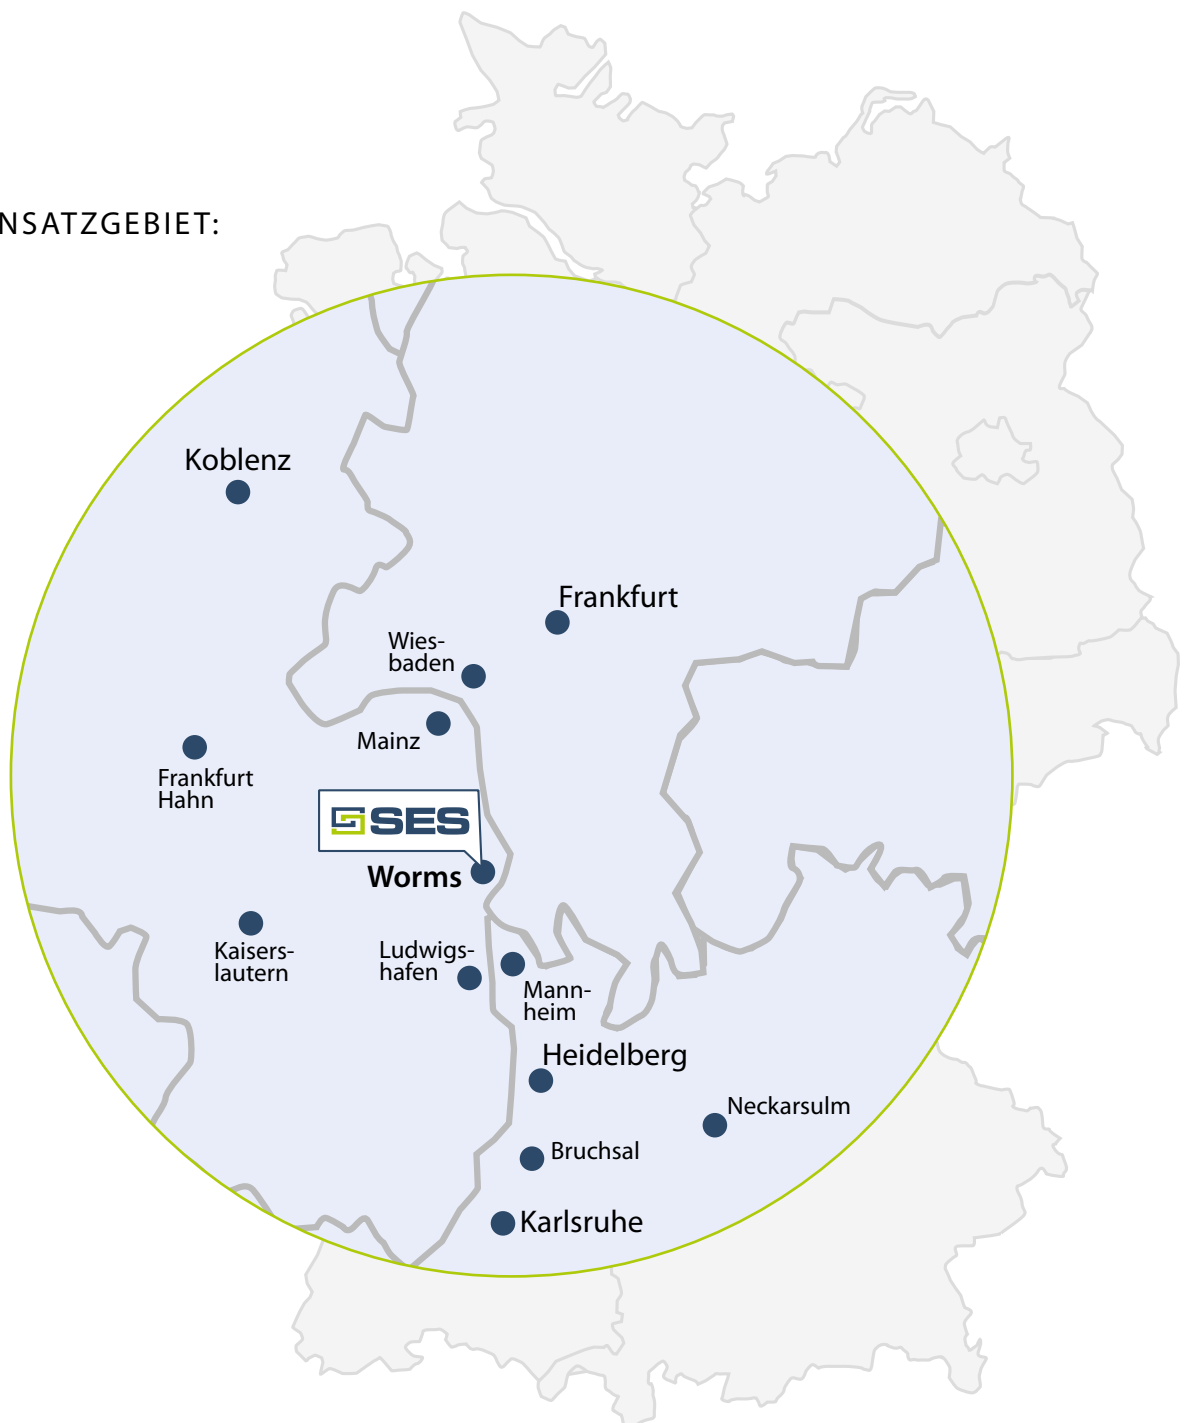 NSATZGEBIET:
Koblenz
Frankfurt
Wies-
baden
Mainz
Frankfurt
Hahn
SES
Worms
Kaisers-
lautern
Ludwigs-
hafen
Mann-
heim
Heidelberg
Neckarsulm
Bruchsal
Karlsruhe